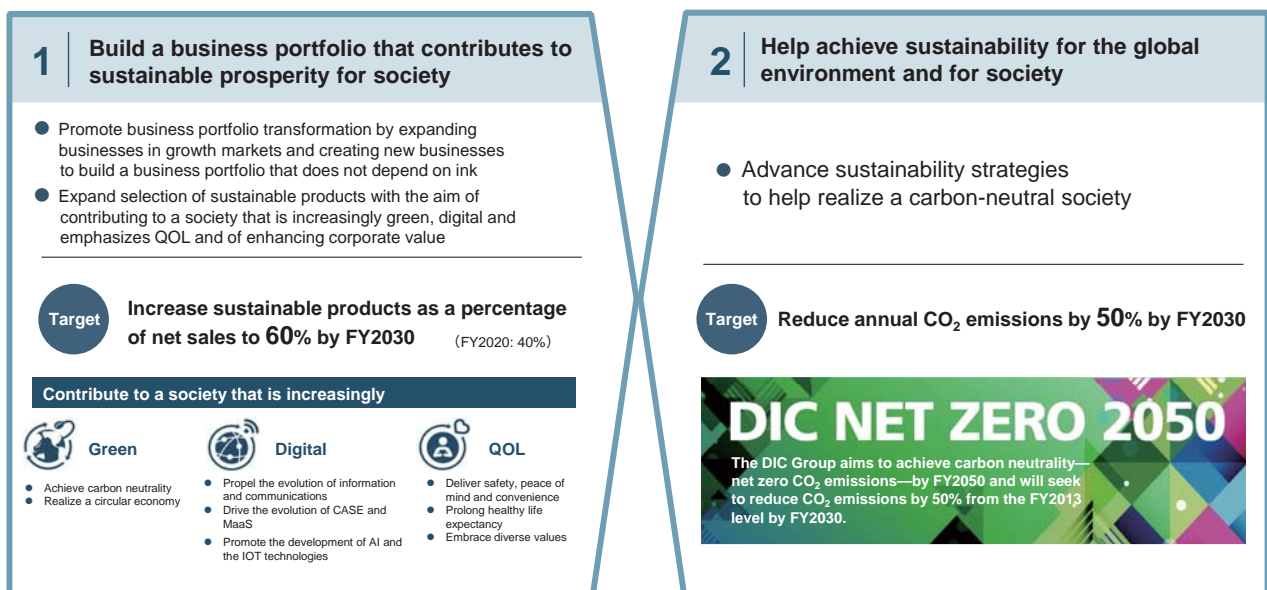 1
Build a business portfolio that contributes to
sustainable prosperity for society
● Promote business portfolio transformation by expanding
businesses in growth markets and creating new businesses
to build a business portfolio that does not depend on ink
● Expand selection of sustainable products with the aim of
contributing to a society that is increasingly green, digital and
emphasizes QOL and of enhancing corporate value
Target
Increase sustainable products as a percentage
of net sales to 60% by FY2030 (FY2020: 40%)
Contribute to a society that is increasingly
Green
● Achieve carbon neutrality
● Realize a circular economy
Digital
● Propel the evolution of information
and communications
● Drive the evolution of CASE and
MaaS
● Promote the development of AI and
the IOT technologies
QOL
● Deliver safety, peace of
mind and convenience
● Prolong healthy life
expectancy
● Embrace diverse values
2
Help achieve sustainability for the global
environment and for society
● Advance sustainability strategies
to help realize a carbon-neutral society
Target
Reduce annual CO₂ emissions by 50% by FY2030
DIC NET ZERO 2050
The DIC Group aims to achieve carbon neutrality—
net zero CO₂ emissions—by FY2050 and will seek
to reduce CO₂ emissions by 50% from the FY2013
level by FY2030.